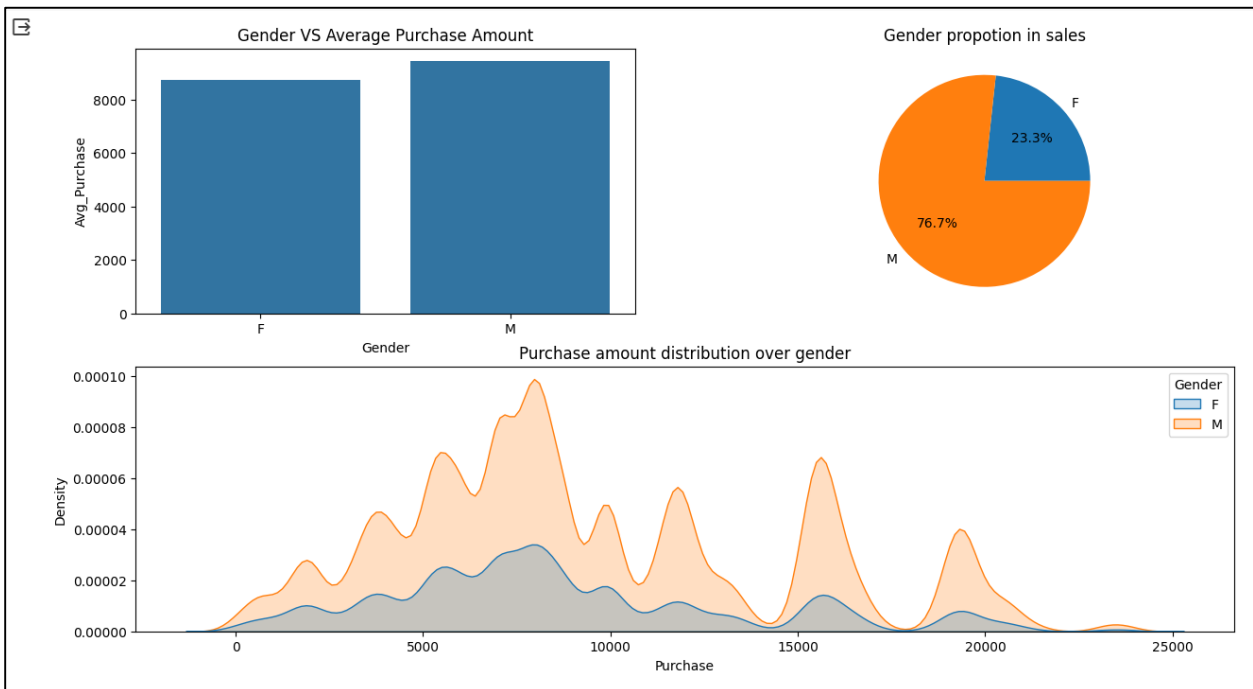 Gender VS Average Purchase Amount
8000
6000
4000
2000
0
Avg_Purchase
F
M
Gender
Gender propotion in sales
F
23.3%
76.7%
M
Purchase amount distribution over gender
0.00010
0.00008
0.00006
0.00004
0.00002
0.00000
Density
Gender
F
M
0
5000
10000
15000
20000
25000
Purchase